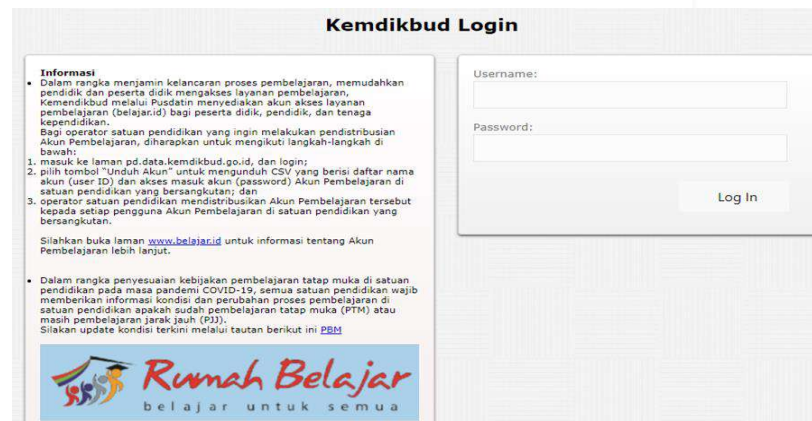 Kemdikbud Login
Informasi
• Dalam rangka menjamin kelancaran proses pembelajaran, memudahkan
pendidik dan peserta didik mengakses layanan pembelajaran,
Kemendikbud melalui Pusdatin menyediakan akun akses layanan
pembelajaran (belajar.id) bagi peserta didik, pendidik, dan tenaga
kependidikan.
Bagi operator satuan pendidikan yang ingin melakukan pendistribusian
Akun Pembelajaran, diharapkan untuk mengikuti langkah-langkah di
bawah:
1. masuk ke laman pd.data.kemdikbud.go.id, dan login;
2. pilih tombol "Unduh Akun" untuk mengunduh CSV yang berisi daftar nama
akun (user ID) dan akses masuk akun (password) Akun Pembelajaran di
satuan pendidikan yang bersangkutan; dan
3. operator satuan pendidikan mendistribusikan Akun Pembelajaran tersebut
kepada setiap pengguna Akun Pembelajaran di satuan pendidikan yang
bersangkutan.
Silahkan buka laman www.belajar.id untuk informasi tentang Akun
Pembelajaran lebih lanjut.
• Dalam rangka penyesuaian kebijakan pembelajaran tatap muka di satuan
pendidikan pada masa pandemi COVID-19, semua satuan pendidikan wajib
memberikan informasi kondisi dan perubahan proses pembelajaran di
satuan pendidikan apakah sudah pembelajaran tatap muka (PTM) atau
masih pembelajaran jarak jauh (PJJ).
Silakan update kondisi terkini melalui tautan berikut ini PBM
Rumah Belajar
belajar untuk semua
Username:
Password:
Log In